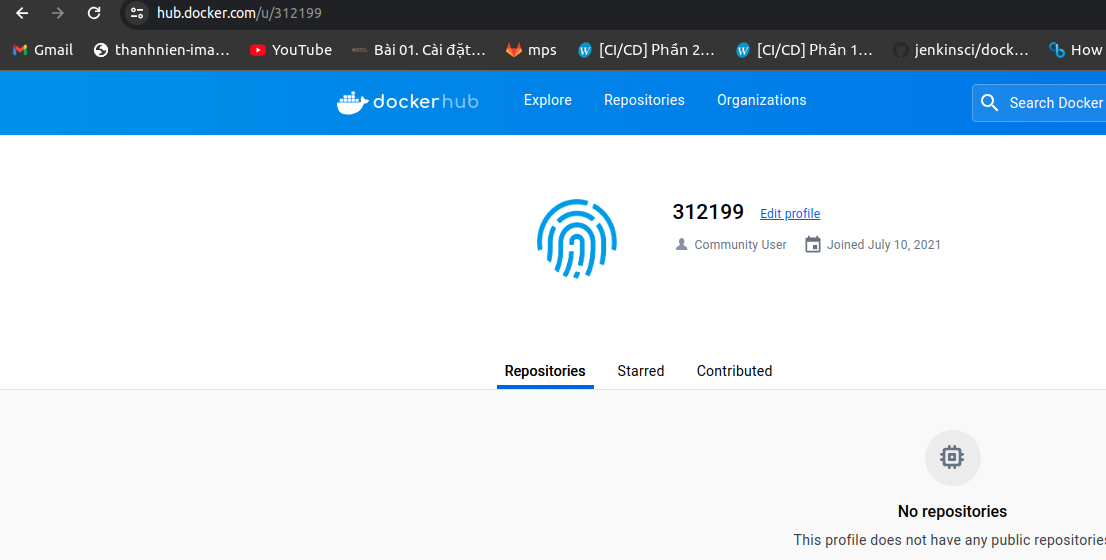 hub.docker.com/u/312199
Gmail thanhnien-ima... YouTube Bài 01. Cài đặt... mps [CI/CD] Phần 2... [CI/CD] Phần 1... jenkinsci/dock... How
dockerhub Explore Repositories Organizations Search Docker
312199 Edit profile
Community User Joined July 10, 2021
Repositories Starred Contributed
No repositories
This profile does not have any public repositories